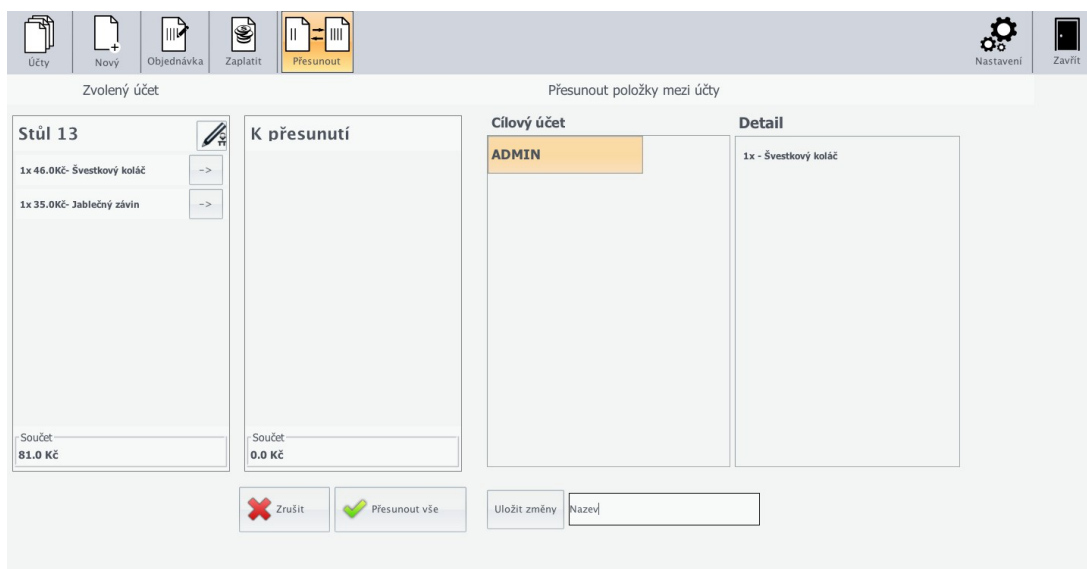 Účty
Nový
Objednávka
Zaplatit
Přesunout
Nastavení
Zavřít
Zvolený účet
Přesunout položky mezi účty
Stůl 13
1x 46.0Kč- Švestkový koláč
->
1x 35.0Kč- Jablečný závin
->
Součet
81.0 Kč
K přesunutí
Součet
0.0 Kč
Cílový účet
ADMIN
Detail
1x - Švestkový koláč
Zrušit
Přesunout vše
Uložit změny
Nazev